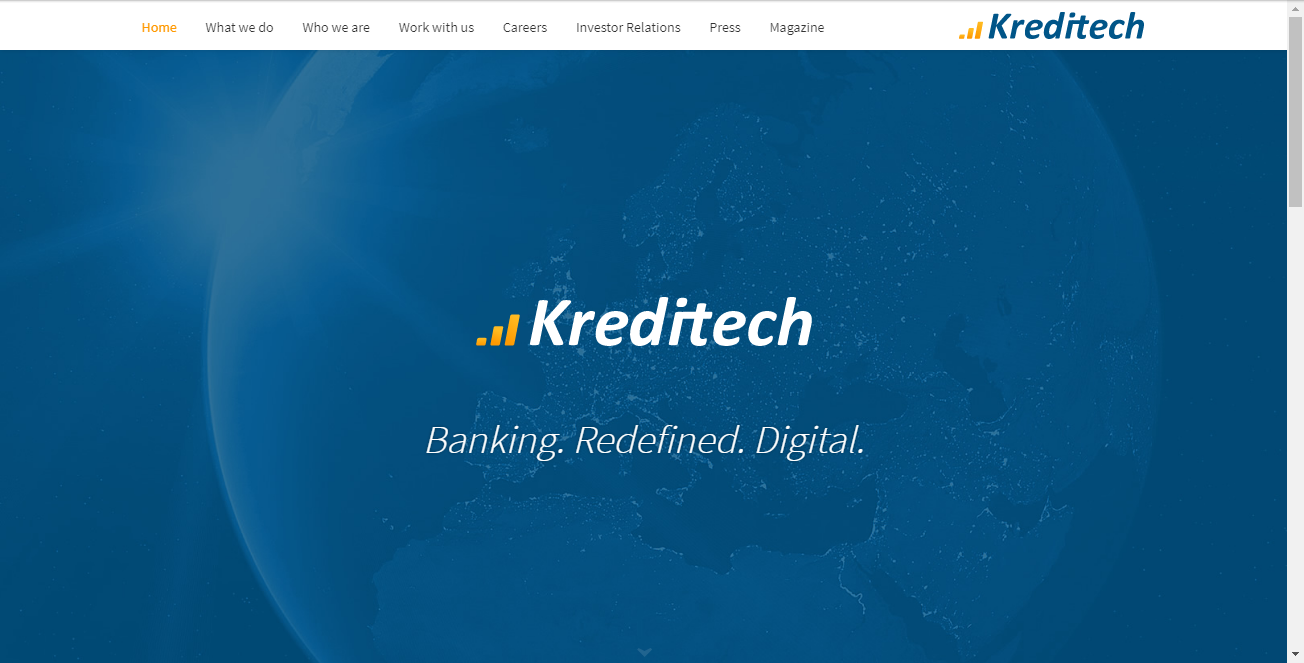 Home What we do Who we are Work with us Careers Investor Relations Press Magazine Kreditech
Kreditech
Banking. Redefined. Digital.